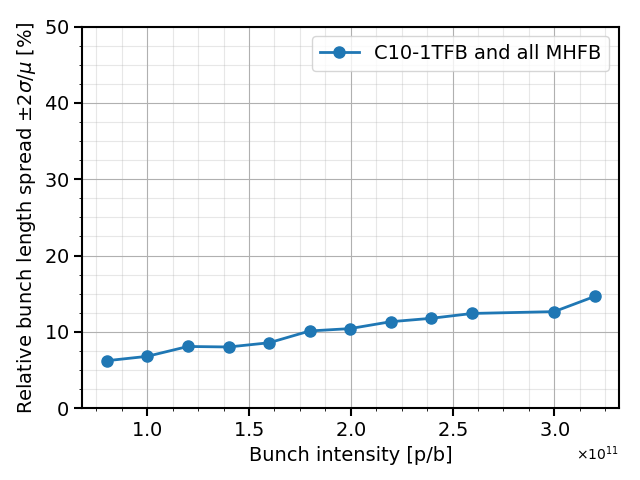 50
40
30
20
10
0
Relative bunch length spread ±2σ/μ [%]
C10-1TFB and all MHFB
1.0 1.5 2.0 2.5 3.0
Bunch intensity [p/b]
×10¹¹